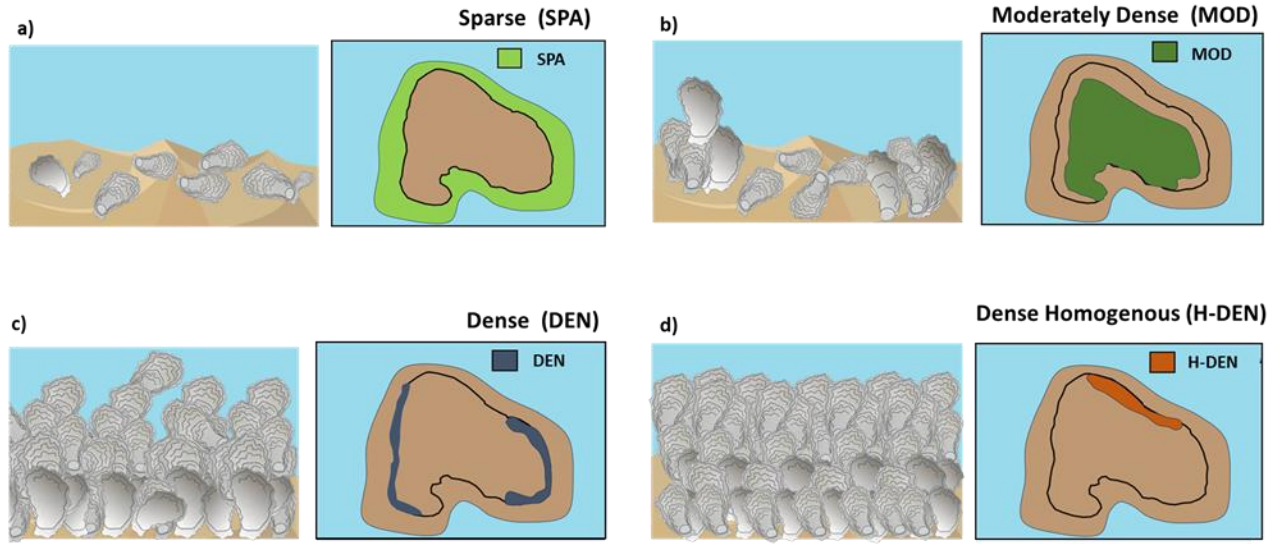 a)
Sparse (SPA)
SPA
b)
Moderately Dense (MOD)
MOD
c)
Dense (DEN)
DEN
d)
Dense Homogenous (H-DEN)
H-DEN